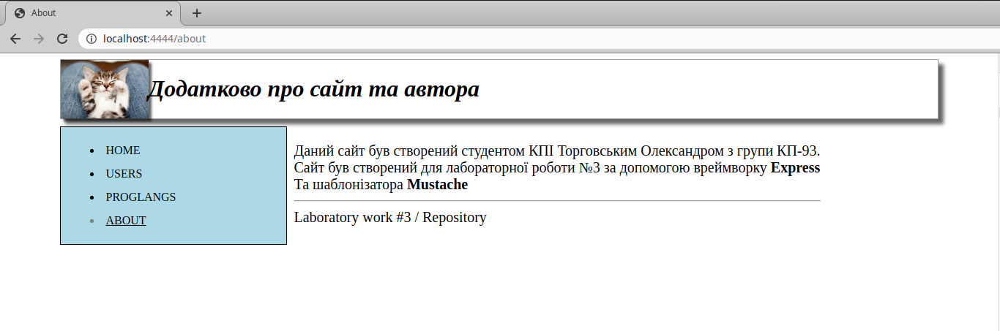 About
localhost:4444/about
Додатково про сайт та автора
HOME
USERS
PROGLANGS
ABOUT
Даний сайт був створений студентом КПІ Торговським Олександром з групи КП-93.
Сайт був створений для лабораторної роботи №3 за допомогою вреймворку Express
Та шаблонізатора Mustache
Laboratory work #3 / Repository